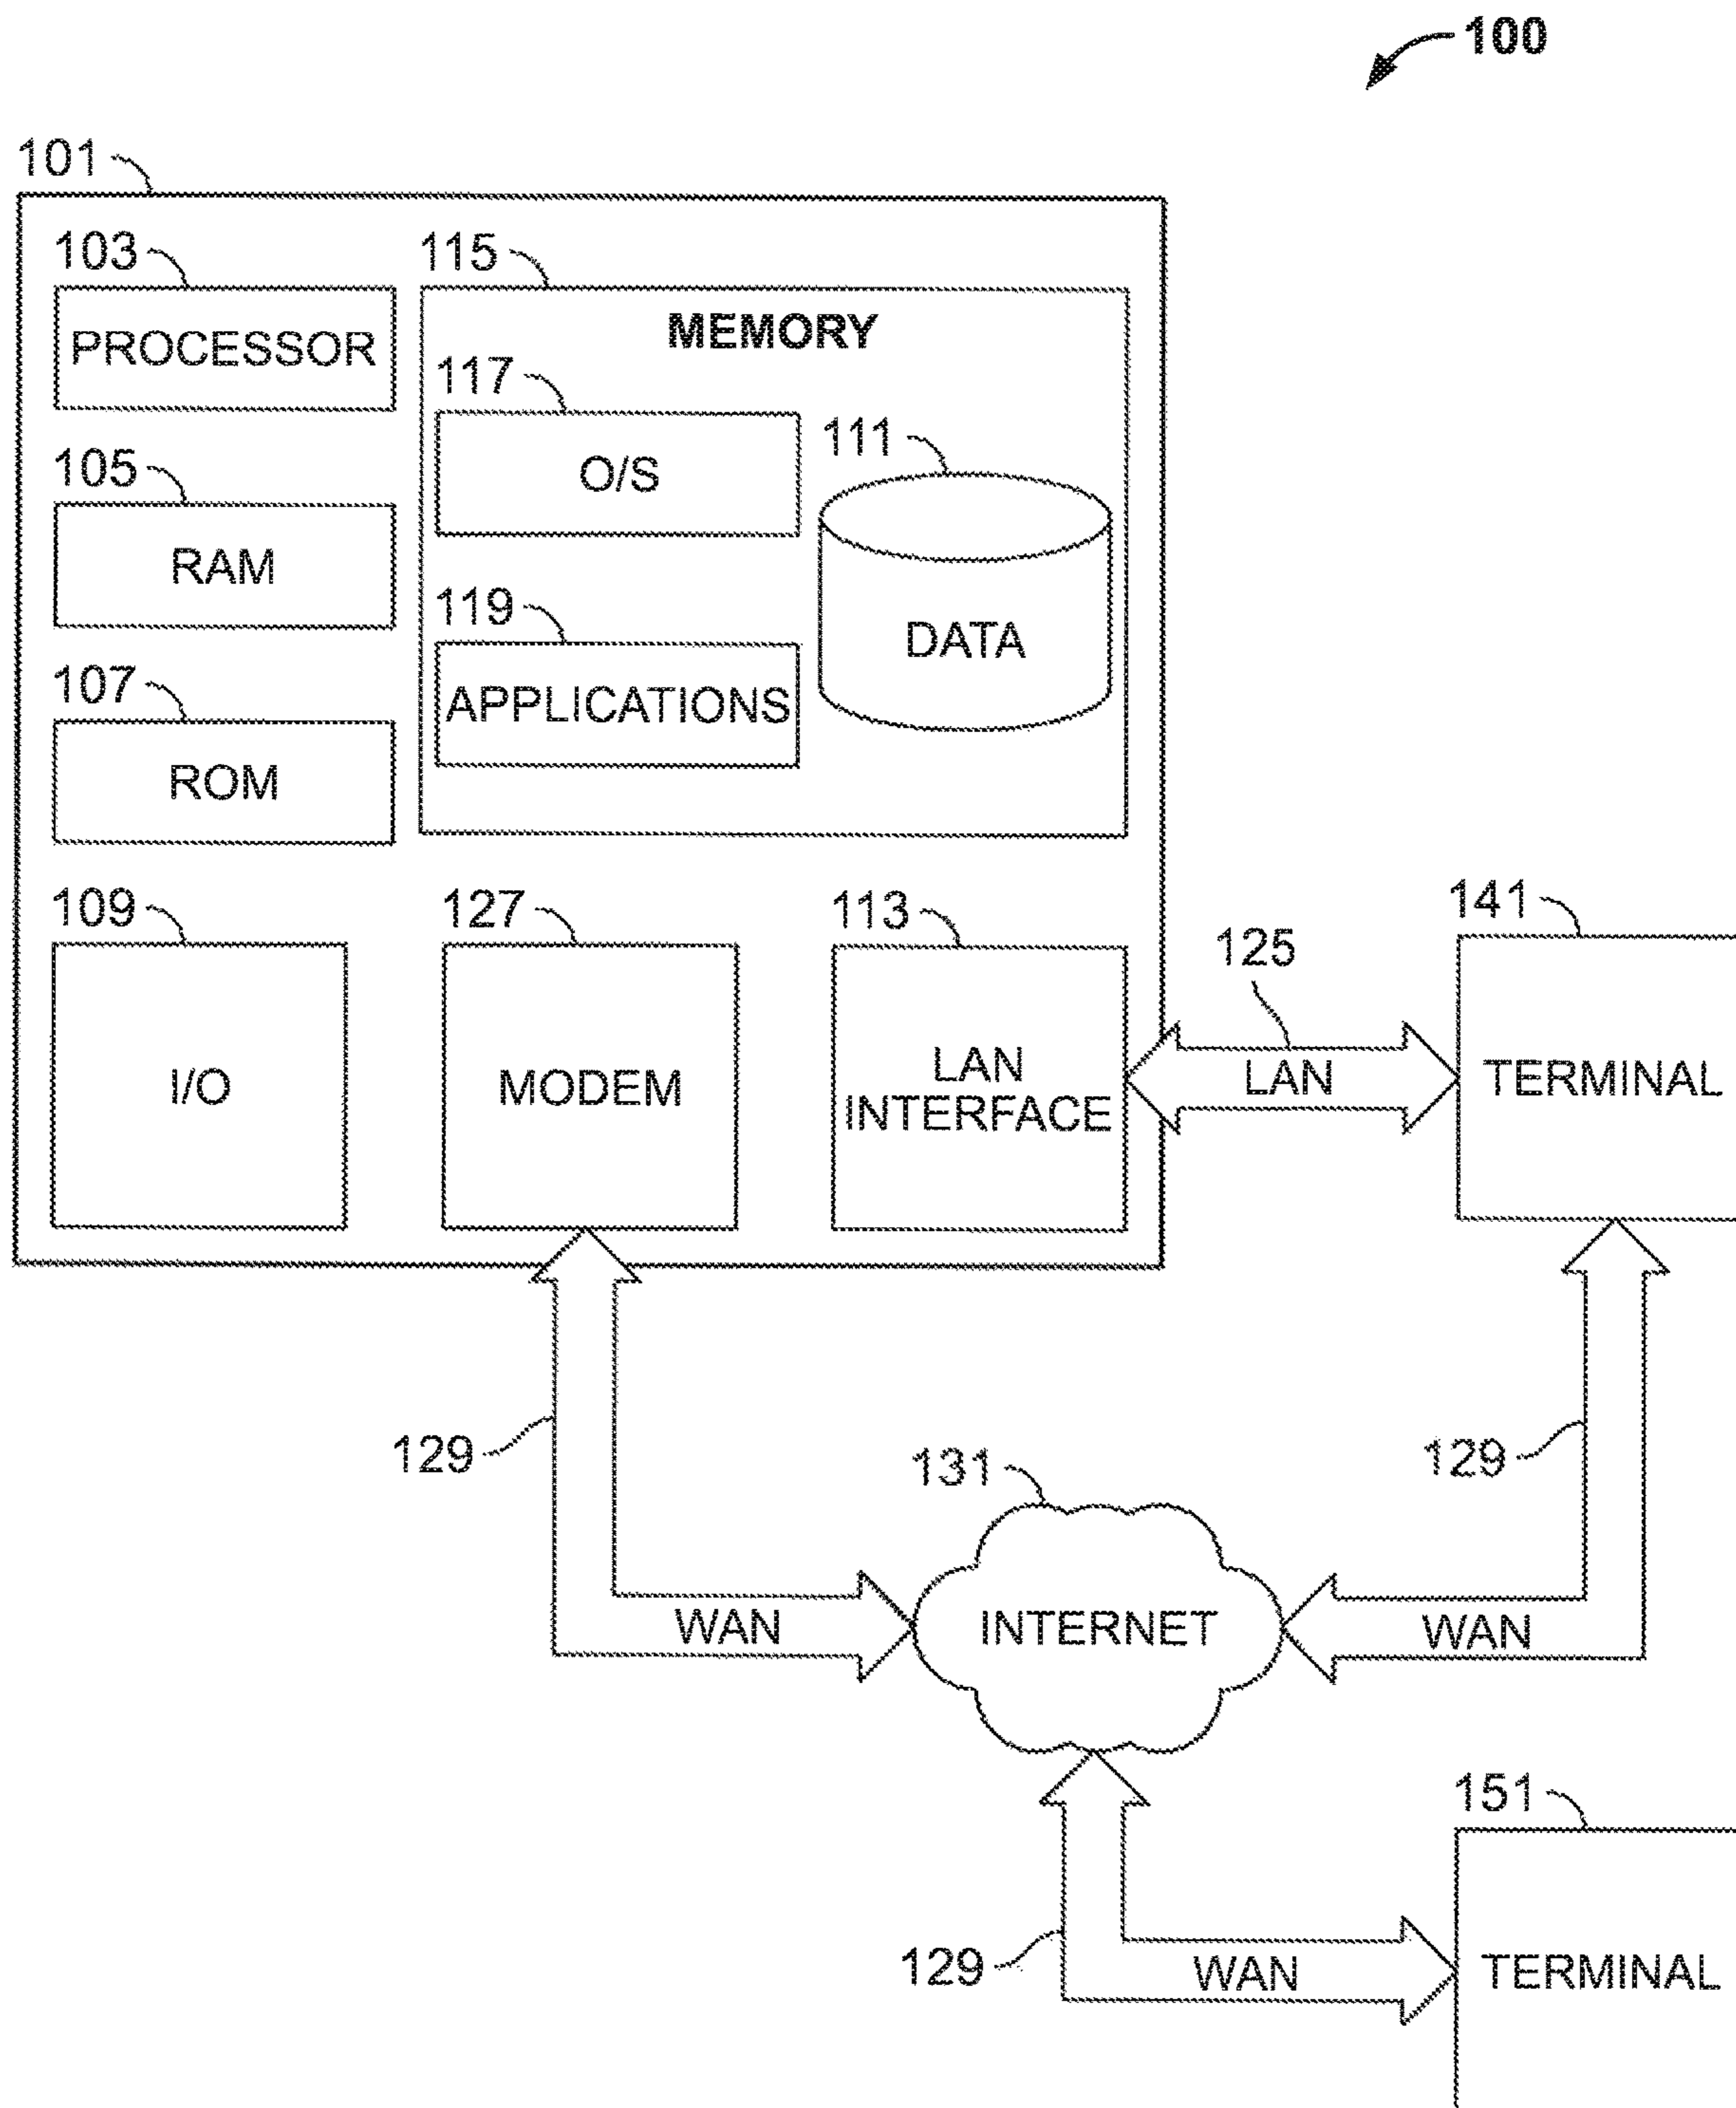 100
101
103
PROCESSOR
105
RAM
107
ROM
115
MEMORY
117
O/S
119
APPLICATIONS
111
DATA
109
I/O
127
MODEM
113
LAN
INTERFACE
125
LAN
141
TERMINAL
129
WAN
131
INTERNET
129
WAN
129
WAN
151
TERMINAL